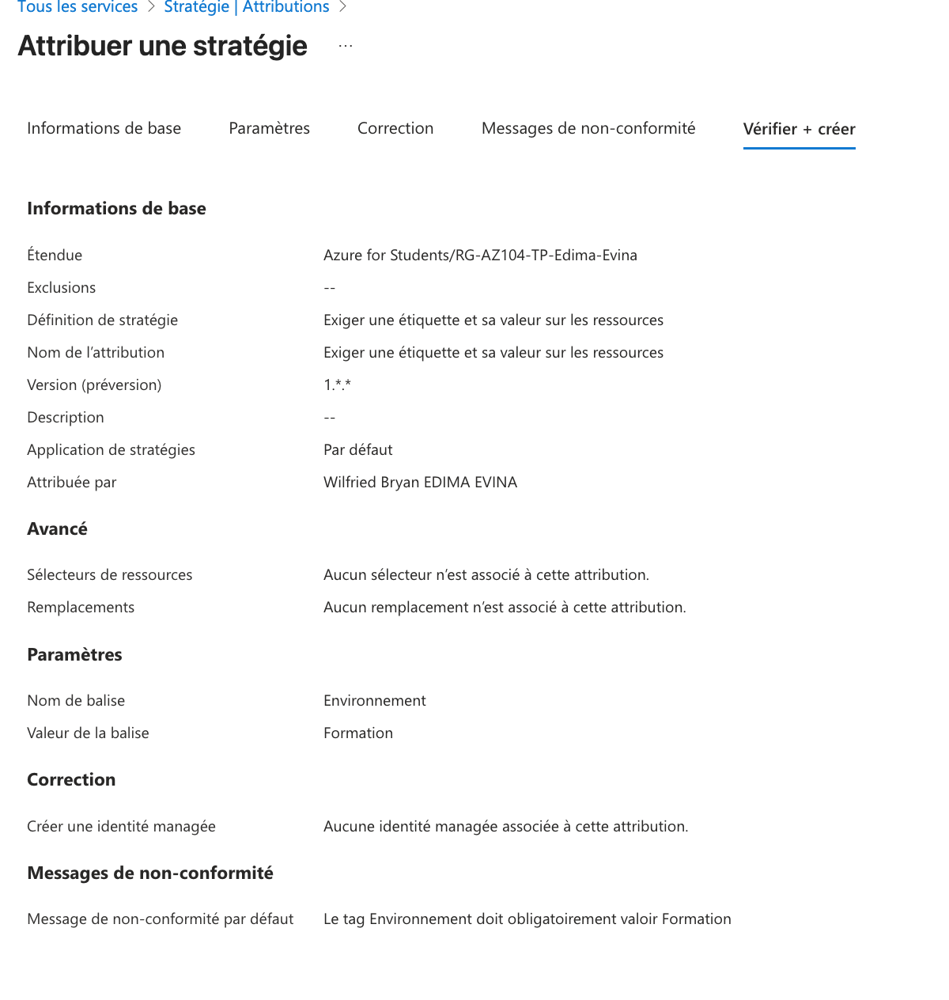 Tous les services > Stratégie | Attributions >
Attribuer une stratégie ...
Informations de base Paramètres Correction Messages de non-conformité Vérifier + créer
Informations de base
Étendue Azure for Students/RG-AZ104-TP-Edima-Evina
Exclusions --
Définition de stratégie Exiger une étiquette et sa valeur sur les ressources
Nom de l’attribution Exiger une étiquette et sa valeur sur les ressources
Version (préversion) 1.*.*
Description --
Application de stratégies Par défaut
Attribuée par Wilfried Bryan EDIMA EVINA
Avancé
Sélecteurs de ressources Aucun sélecteur n’est associé à cette attribution.
Remplacements Aucun remplacement n’est associé à cette attribution.
Paramètres
Nom de balise Environnement
Valeur de la balise Formation
Correction
Créer une identité managée Aucune identité managée associée à cette attribution.
Messages de non-conformité
Message de non-conformité par défaut Le tag Environnement doit obligatoirement valoir Formation